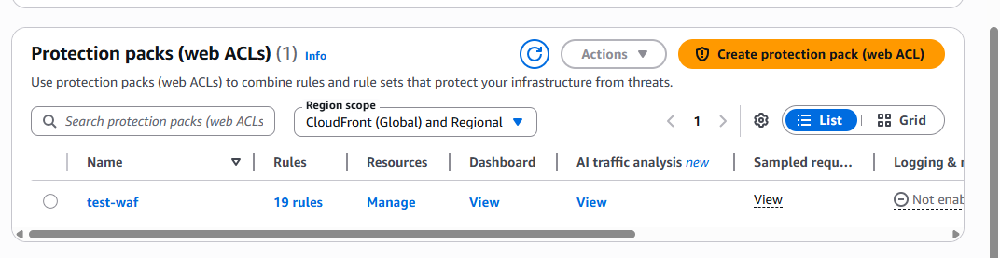 Protection packs (web ACLs) (1) Info
Actions
Create protection pack (web ACL)
Use protection packs (web ACLs) to combine rules and rule sets that protect your infrastructure from threats.
Search protection packs (web ACLs
Region scope
CloudFront (Global) and Regional
1
List
Grid
Name Rules Resources Dashboard AI traffic analysis new Sampled requ... Logging &
test-waf 19 rules Manage View View View Not enab